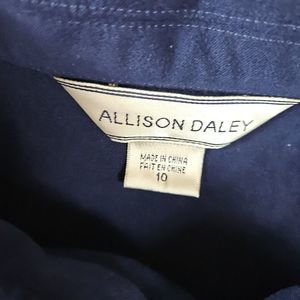 ALLISON DALEY
MADE IN CHINA
FAIT EN CHINE
10